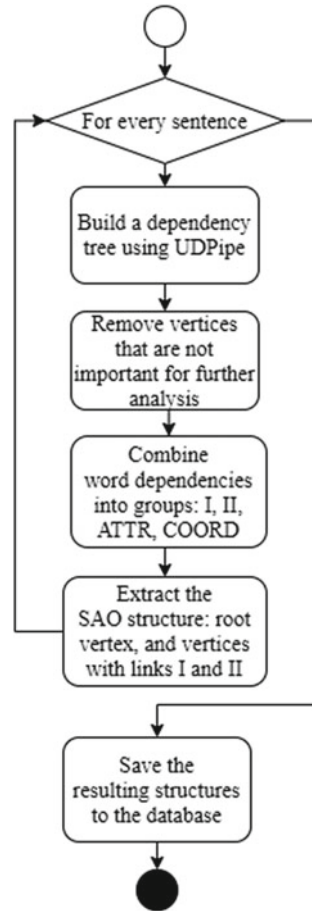 For every sentence
Build a dependency
tree using UDPipe
Remove vertices
that are not
important for further
analysis
Combine
word dependencies
into groups: I, II,
ATTR, COORD
Extract the
SAO structure: root
vertex, and vertices
with links I and II
Save the
resulting structures
to the database